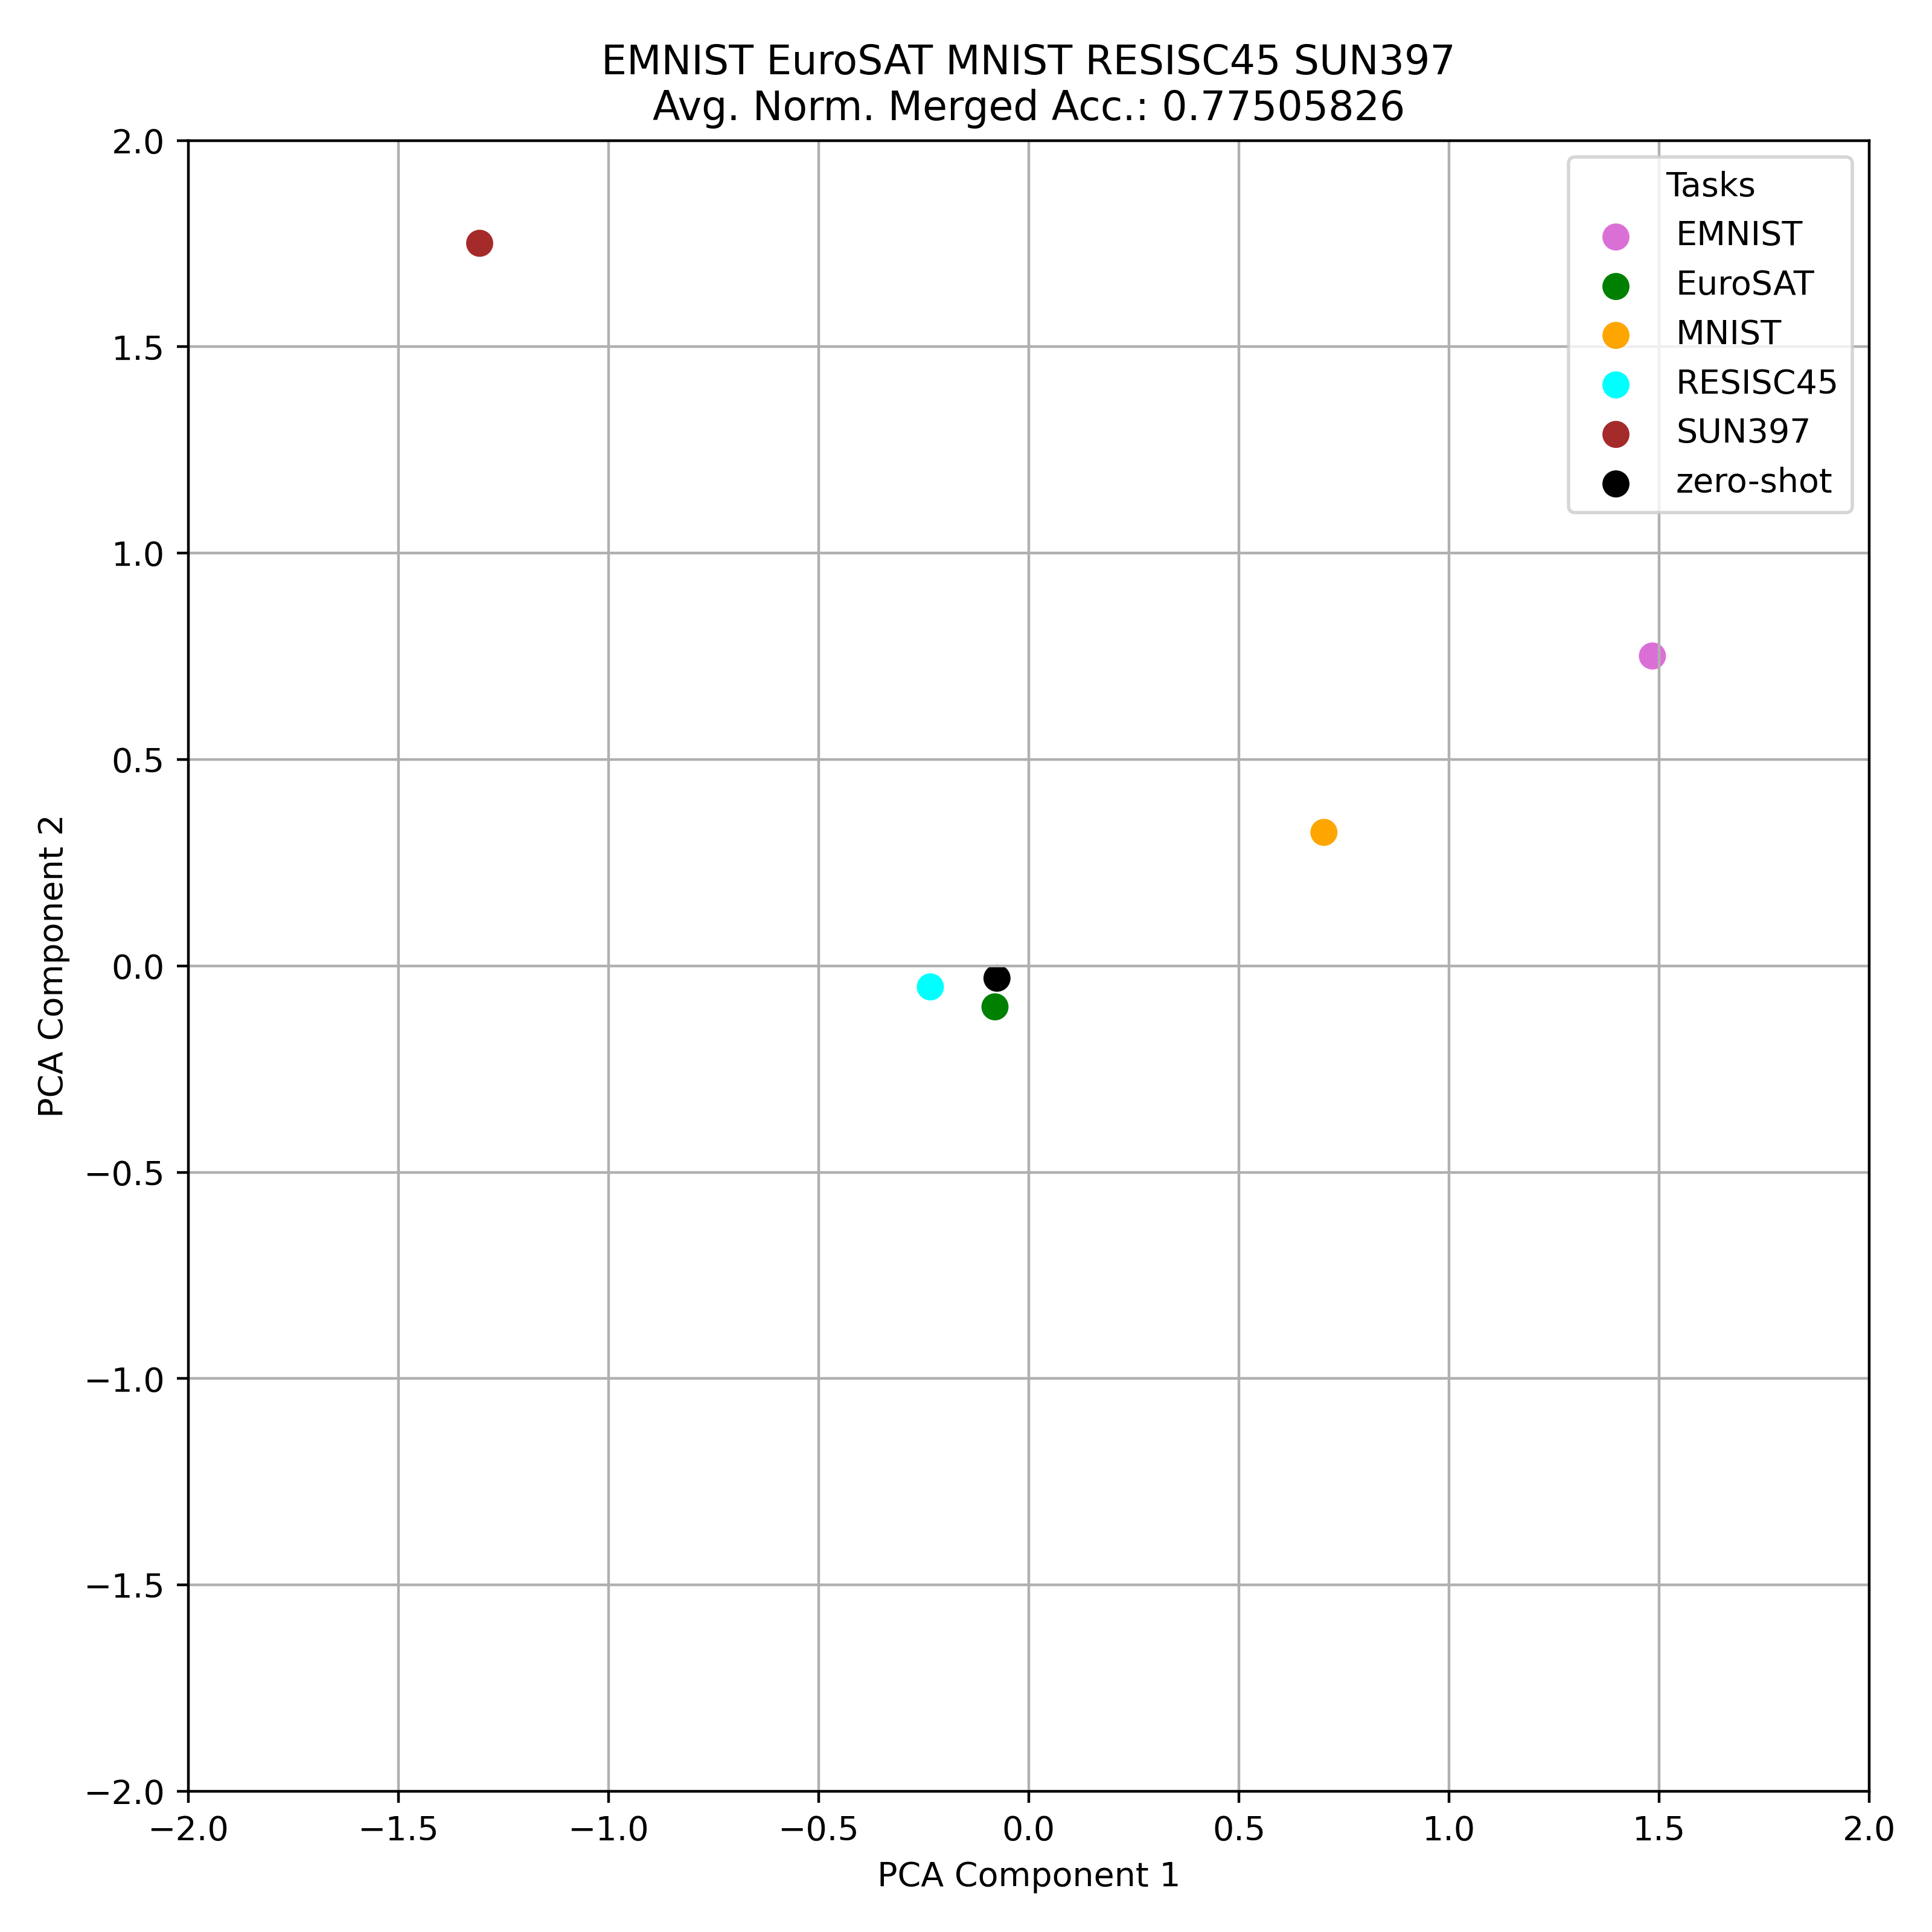 EMNIST EuroSAT MNIST RESISC45 SUN397
Avg. Norm. Merged Acc.: 0.77505826
Tasks
EMNIST
EuroSAT
MNIST
RESISC45
SUN397
zero-shot
PCA Component 2
2.0
1.5
1.0
0.5
0.0
−0.5
−1.0
−1.5
−2.0
−2.0 −1.5 −1.0 −0.5 0.0 0.5 1.0 1.5 2.0
PCA Component 1